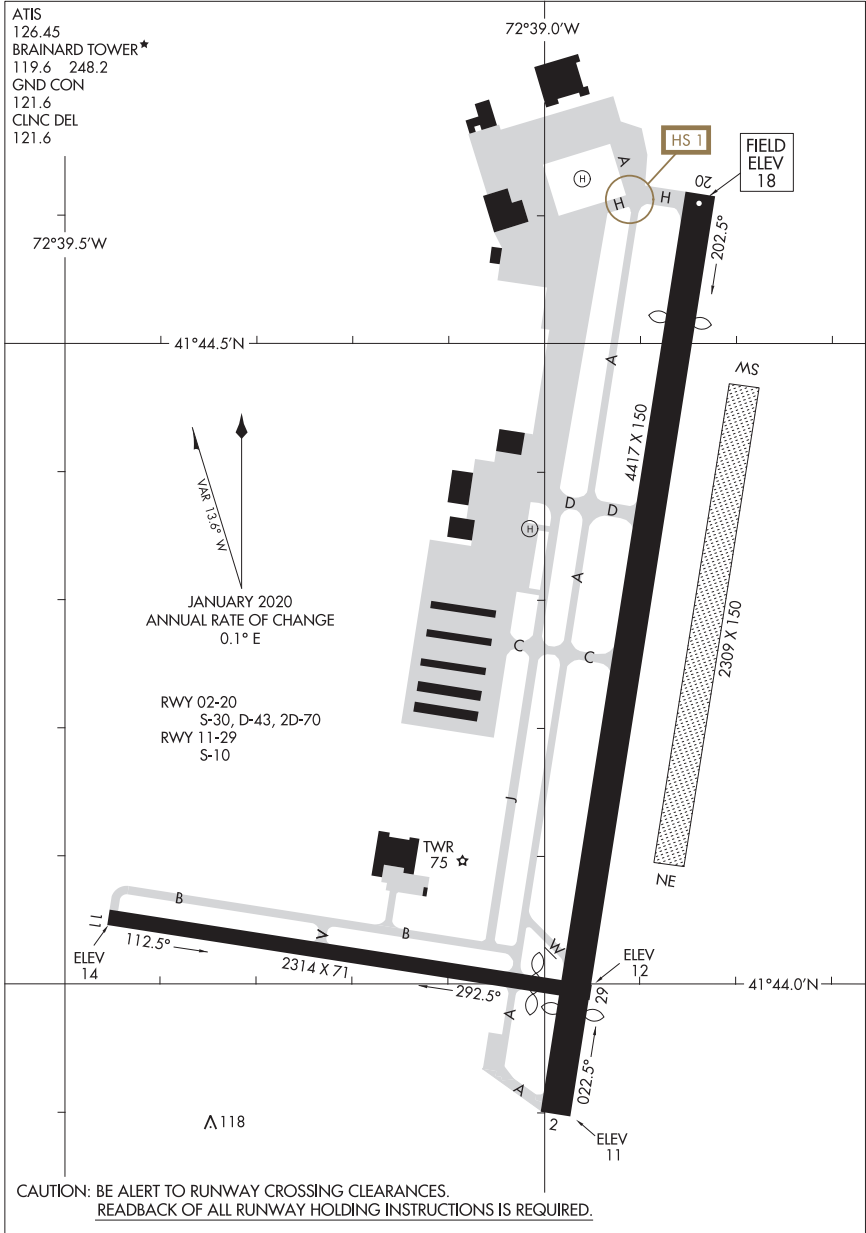 ATIS
126.45
BRAINARD TOWER★
119.6 248.2
GND CON
121.6
CLNC DEL
121.6
72°39.0'W
HS 1
FIELD
ELEV
18
A
H
H
H
20
72°39.5'W
202.5°
41°44.5'N
A
SW
4417 X 150
VAR 13.6° W
D
D
H
A
JANUARY 2020
ANNUAL RATE OF CHANGE
0.1° E
2309 X 150
C
C
RWY 02-20
S-30, D-43, 2D-70
RWY 11-29
S-10
J
TWR
75
NE
B
11
V
B
W
112.5°
ELEV
14
2314 X 71
ELEV
12
292.5°
29
41°44.0'N
A
022.5°
A
118
2
ELEV
11
CAUTION: BE ALERT TO RUNWAY CROSSING CLEARANCES.
READBACK OF ALL RUNWAY HOLDING INSTRUCTIONS IS REQUIRED.